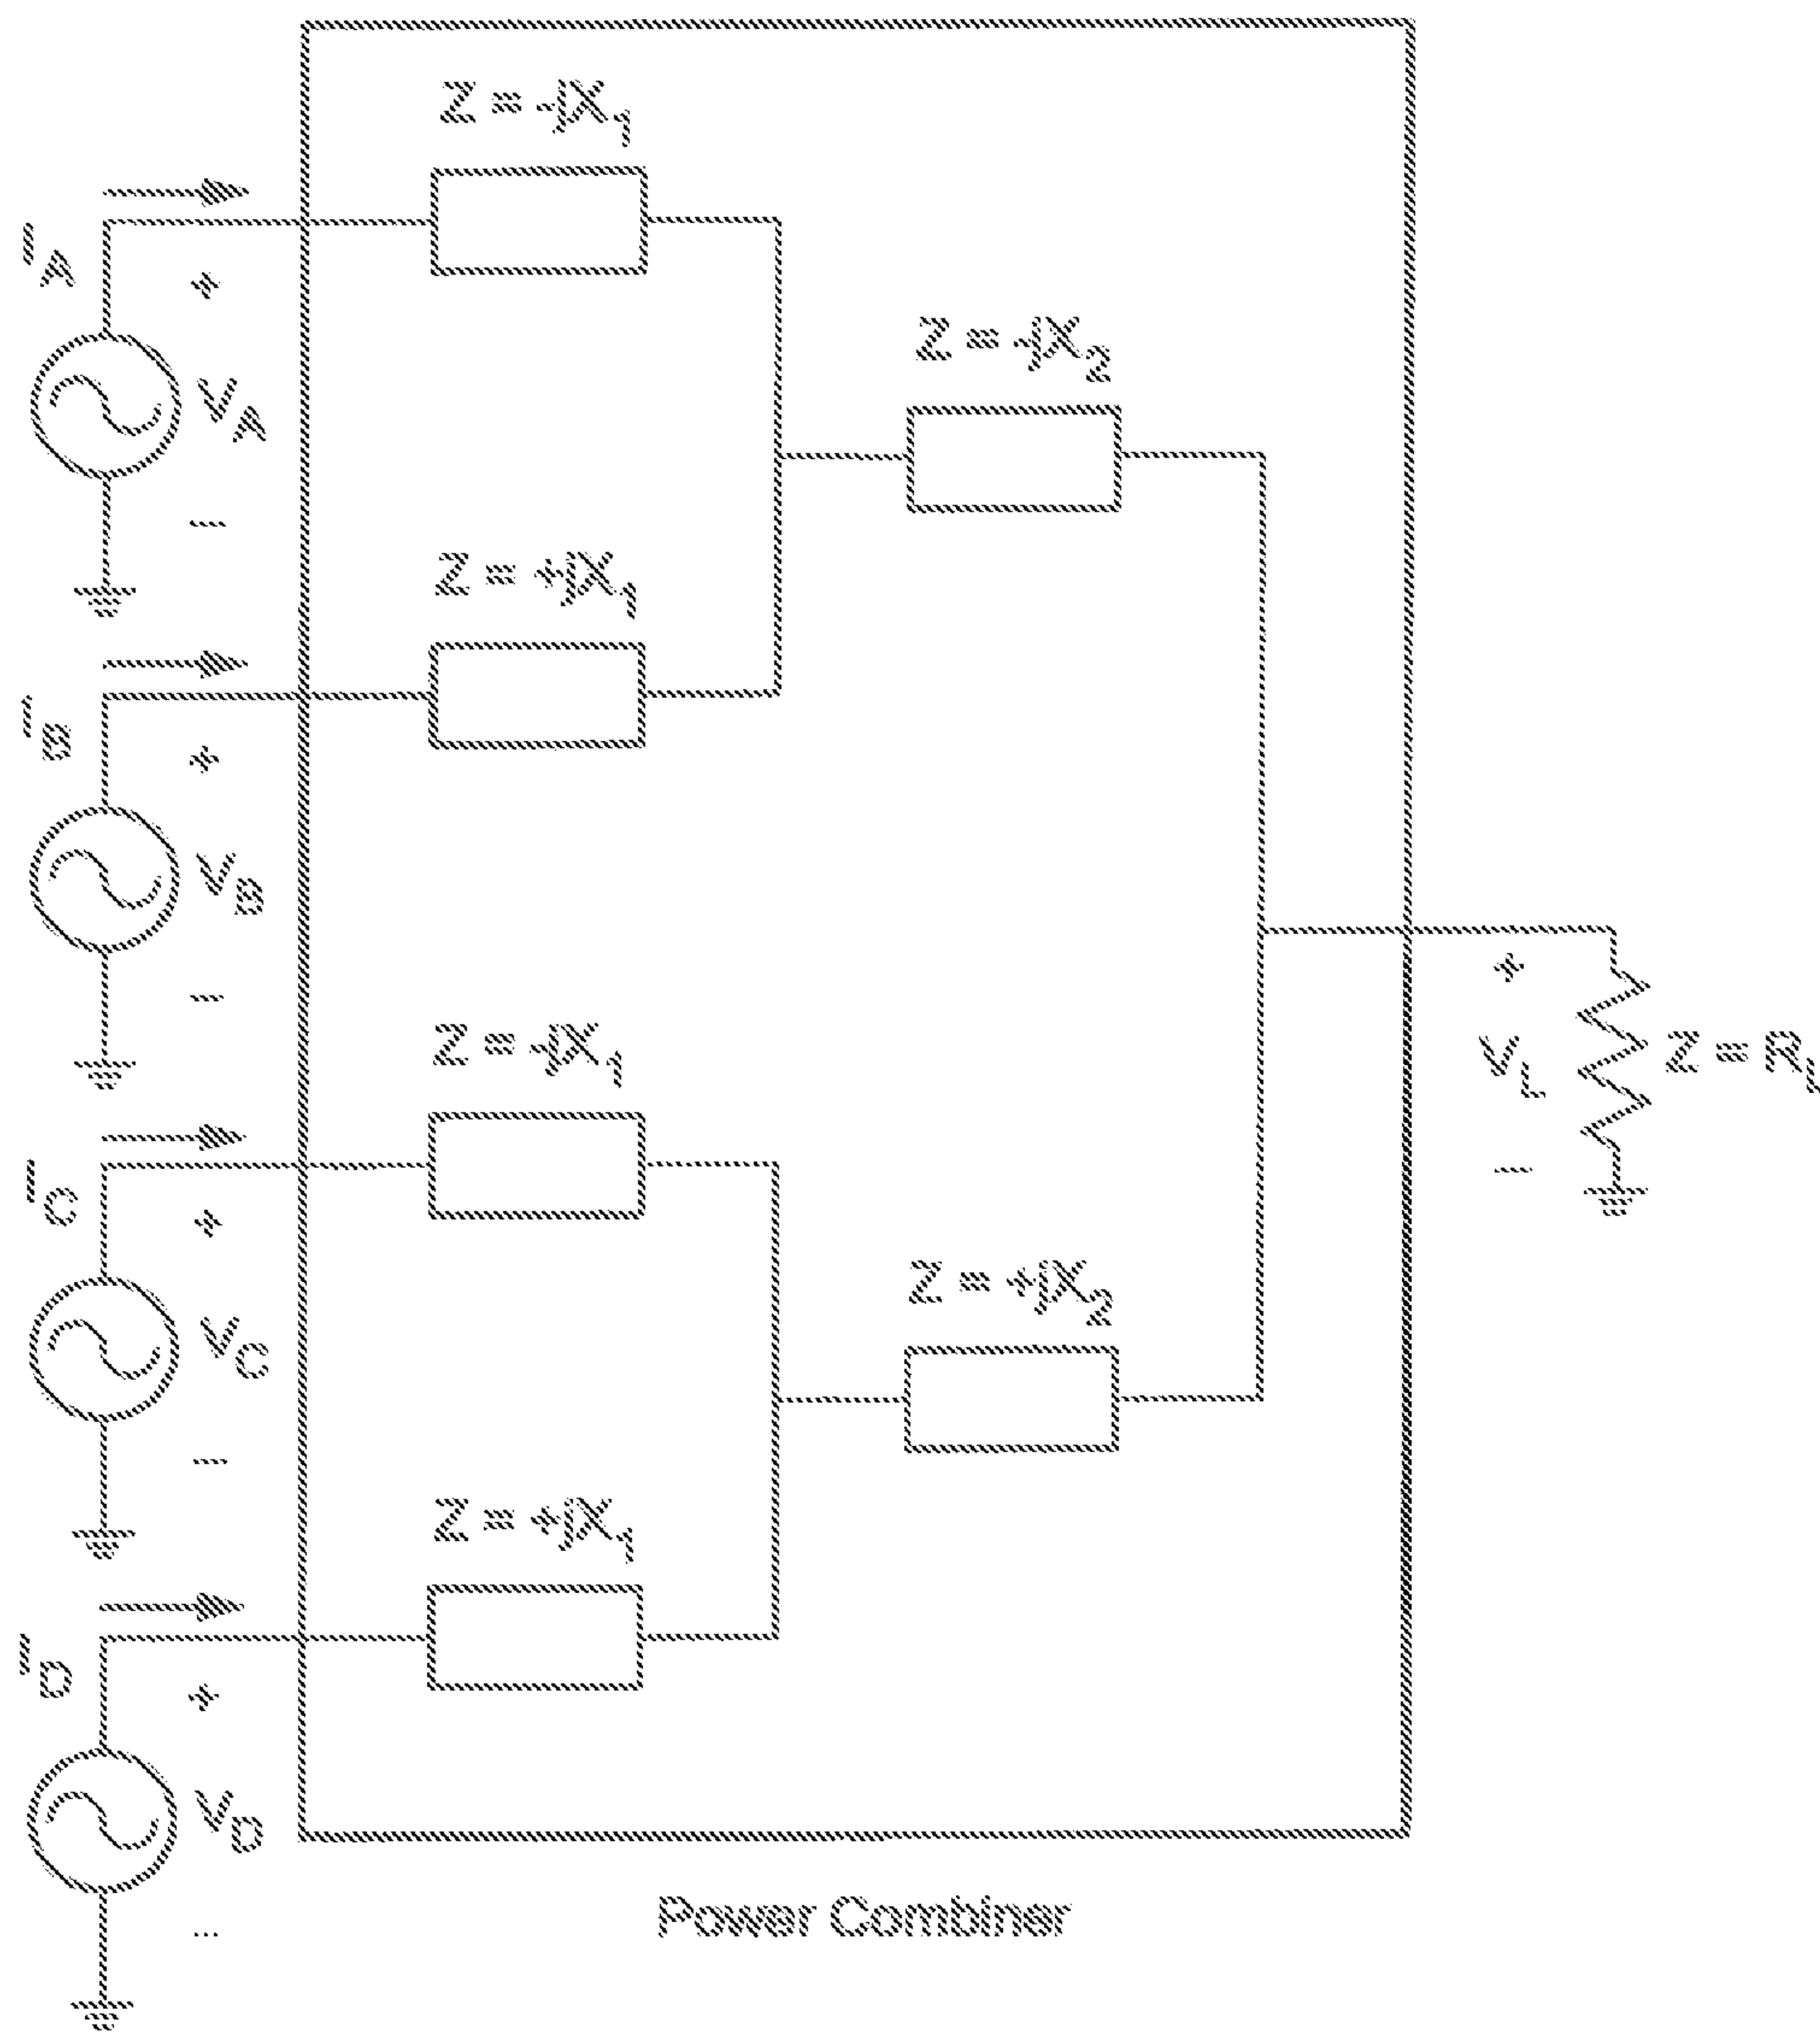 Z = -jX1
IA
+
VA
-
Z = -jX2
Z = +jX1
IB
+
VB
-
Z = -jX1
IC
+
VC
-
+
VL
-
Z = RL
Z = +jX2
Z = +jX1
ID
+
VD
-
Power Combiner